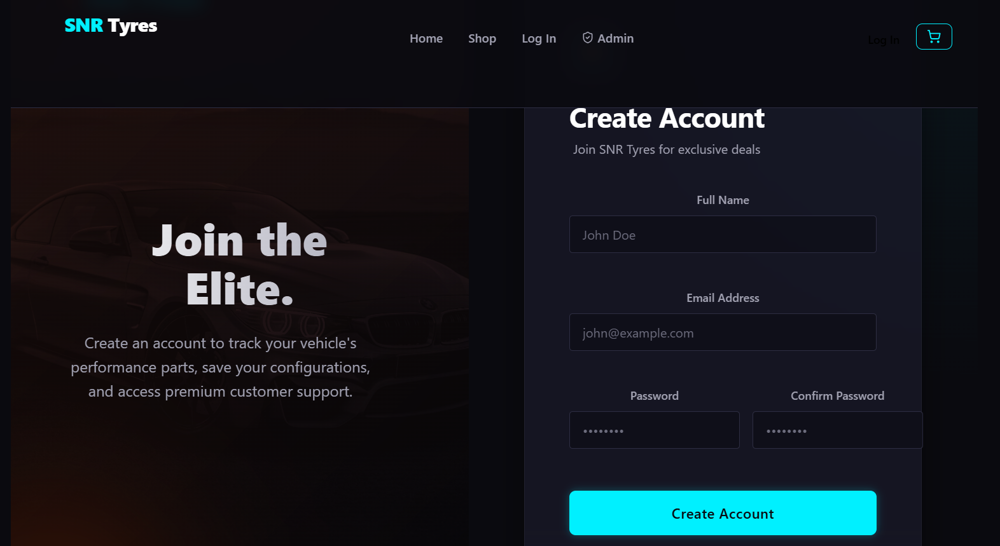 SNR Tyres
Home
Shop
Log In
Admin
Log In
Join the
Elite.
Create an account to track your vehicle's
performance parts, save your configurations,
and access premium customer support.
Create Account
Join SNR Tyres for exclusive deals
Full Name
John Doe
Email Address
john@example.com
Password
••••••••
Confirm Password
••••••••
Create Account